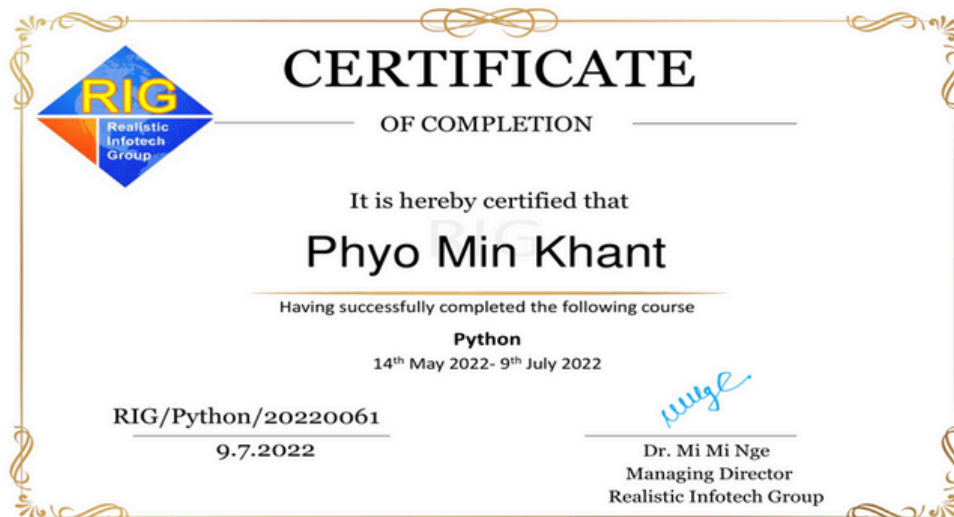 RIG
Realistic
Infotech
Group
CERTIFICATE
OF COMPLETION
It is hereby certified that
RIG
Phyo Min Khant
Having successfully completed the following course
Python
14th May 2022- 9th July 2022
RIG/Python/20220061
9.7.2022
Dr. Mi Mi Nge
Managing Director
Realistic Infotech Group